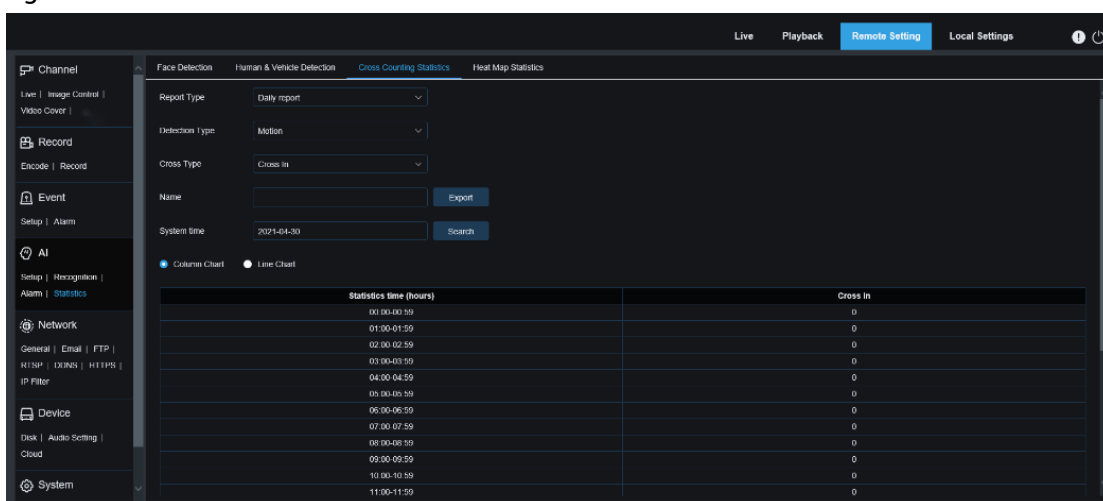 Live Playback Remote Setting Local Settings
Channel
Live | Image Control |
Video Cover |
Record
Encode | Record
Event
Setup | Alarm
AI
Setup | Recognition |
Alarm | Statistics
Network
General | Email | FTP |
RTSP | DDNS | HTTPS |
IP Filter
Device
Disk | Audio Setting |
Cloud
System
Face Detection Human & Vehicle Detection Cross Counting Statistics Heat Map Statistics
Report Type Daily report
Detection Type Motion
Cross Type Cross In
Name Export
System time 2021-04-30 Search
Column Chart Line Chart
Statistics time (hours) Cross In
00:00-00:59 0
01:00-01:59 0
02:00-02:59 0
03:00-03:59 0
04:00-04:59 0
05:00-05:59 0
06:00-06:59 0
07:00-07:59 0
08:00-08:59 0
09:00-09:59 0
10:00-10:59 0
11:00-11:59 0